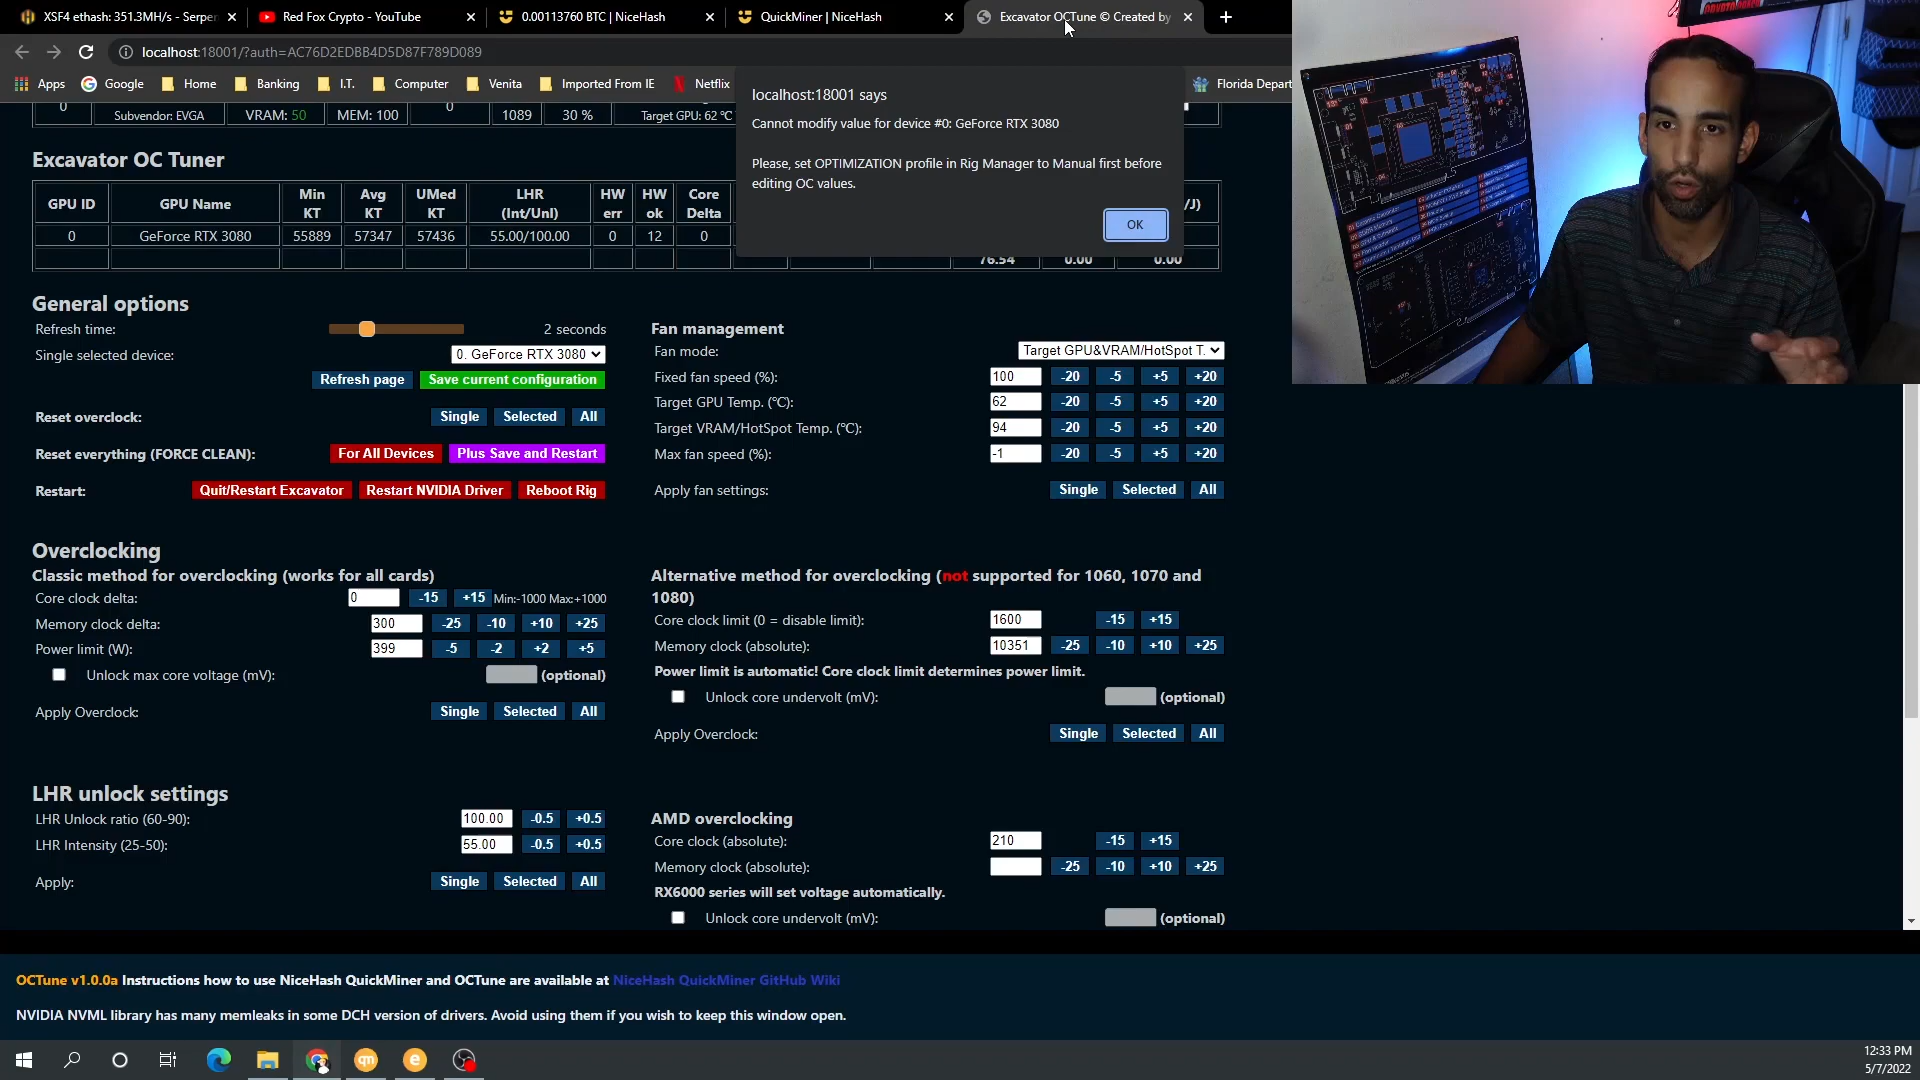 XSF4 ethash: 351.3MH/s - Serpen
Red Fox Crypto - YouTube
0.00113760 BTC | NiceHash
QuickMiner | NiceHash
Excavator OCTune © Created by
localhost:18001/?auth=AC76D2EDBB4D5D87F789D089
Apps Google Home Banking I.T. Computer Venita Imported From IE Netflix Florida Depart
0 Subvendor: EVGA VRAM: 50 MEM: 100 0 1089 30 % Target GPU: 62 °C
localhost:18001 says
Cannot modify value for device #0: GeForce RTX 3080
Please, set OPTIMIZATION profile in Rig Manager to Manual first before
editing OC values.
OK
Excavator OC Tuner
GPU ID GPU Name Min KT Avg KT UMed KT LHR (Int/Unl) HW err HW ok Core Delta /J)
0 GeForce RTX 3080 55889 57347 57436 55.00/100.00 0 12 0
76.54 0.00 0.00
General options
Refresh time: 2 seconds
Single selected device: 0. GeForce RTX 3080
Refresh page Save current configuration
Reset overclock: Single Selected All
Reset everything (FORCE CLEAN): For All Devices Plus Save and Restart
Restart: Quit/Restart Excavator Restart NVIDIA Driver Reboot Rig
Fan management
Fan mode: Target GPU&VRAM/HotSpot T.
Fixed fan speed (%): 100 -20 -5 +5 +20
Target GPU Temp. (°C): 62 -20 -5 +5 +20
Target VRAM/HotSpot Temp. (°C): 94 -20 -5 +5 +20
Max fan speed (%): -1 -20 -5 +5 +20
Apply fan settings: Single Selected All
Overclocking
Classic method for overclocking (works for all cards)
Core clock delta: 0 -15 +15 Min:-1000 Max:+1000
Memory clock delta: 300 -25 -10 +10 +25
Power limit (W): 399 -5 -2 +2 +5
Unlock max core voltage (mV): (optional)
Apply Overclock: Single Selected All
Alternative method for overclocking (not supported for 1060, 1070 and
1080)
Core clock limit (0 = disable limit): 1600 -15 +15
Memory clock (absolute): 10351 -25 -10 +10 +25
Power limit is automatic! Core clock limit determines power limit.
Unlock core undervolt (mV): (optional)
Apply Overclock: Single Selected All
LHR unlock settings
LHR Unlock ratio (60-90): 100.00 -0.5 +0.5
LHR Intensity (25-50): 55.00 -0.5 +0.5
Apply: Single Selected All
AMD overclocking
Core clock (absolute): 210 -15 +15
Memory clock (absolute): -25 -10 +10 +25
RX6000 series will set voltage automatically.
Unlock core undervolt (mV): (optional)
OCTune v1.0.0a Instructions how to use NiceHash QuickMiner and OCTune are available at NiceHash QuickMiner GitHub Wiki
NVIDIA NVML library has many memleaks in some DCH version of drivers. Avoid using them if you wish to keep this window open.
12:33 PM
5/7/2022